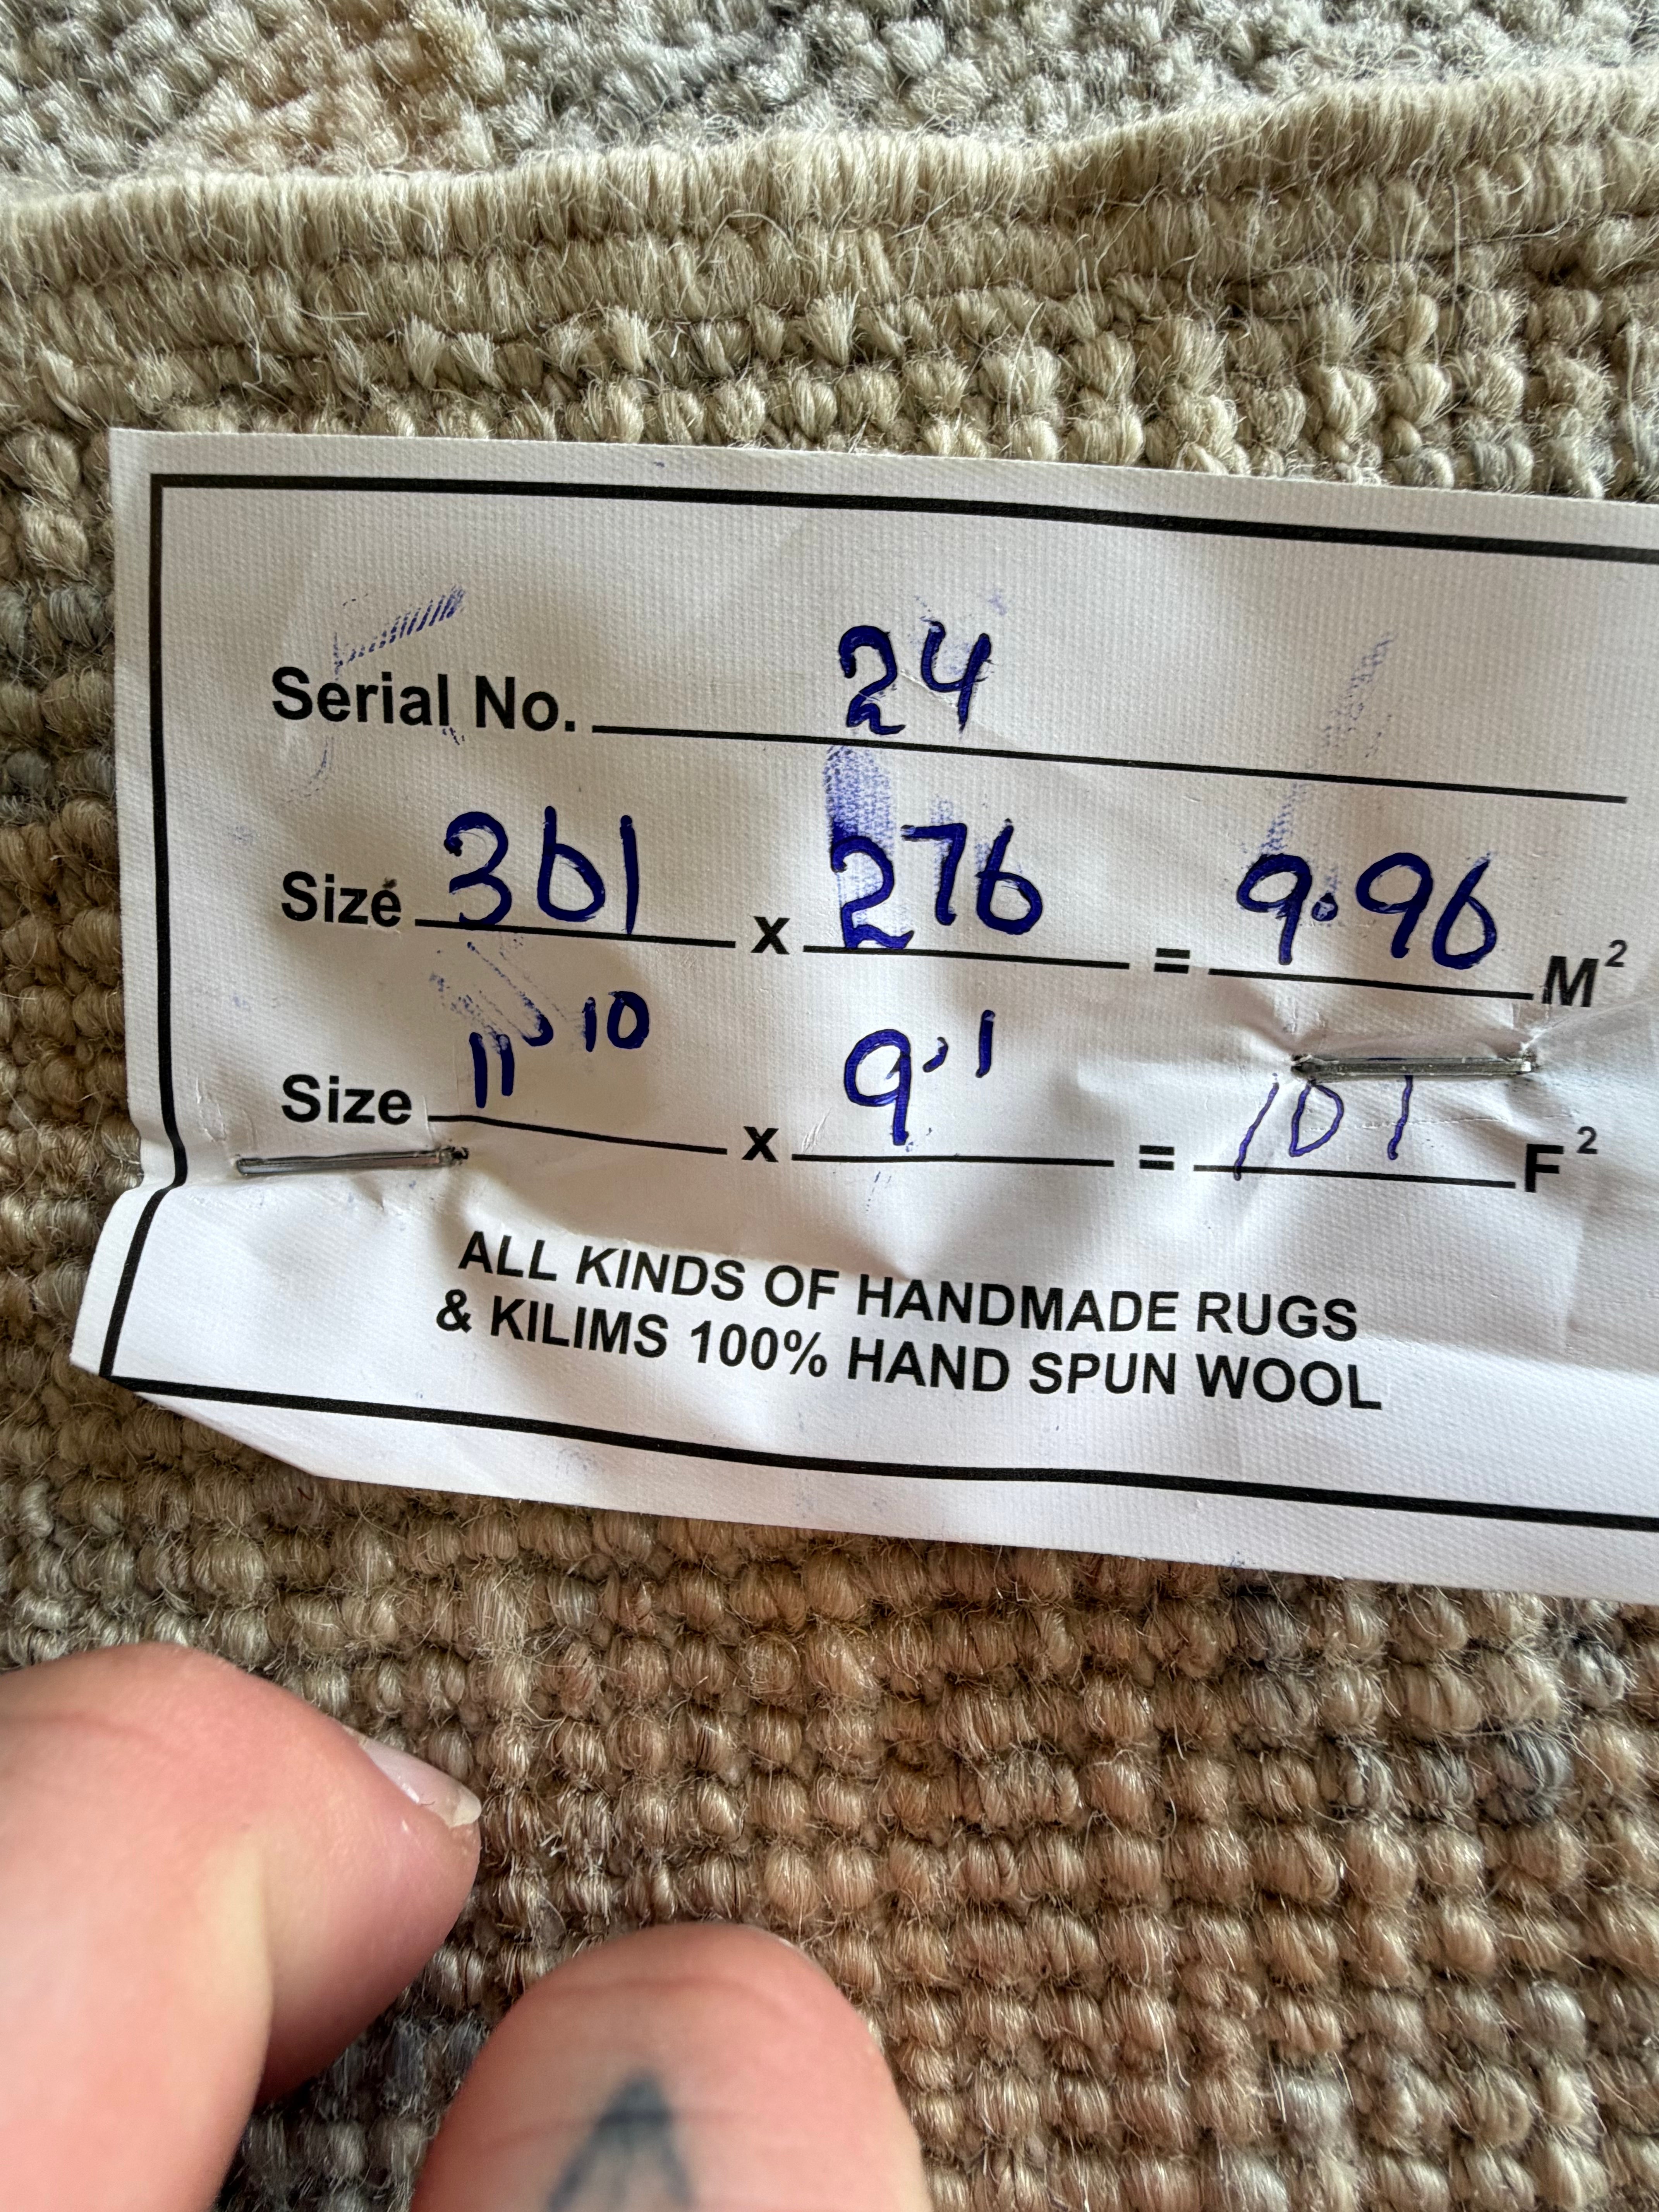 Serial No. 24
Size 361 x 276 = 9.96 M²
Size 11'10 x 9'1 = 107 F²
ALL KINDS OF HANDMADE RUGS
& KILIMS 100% HAND SPUN WOOL